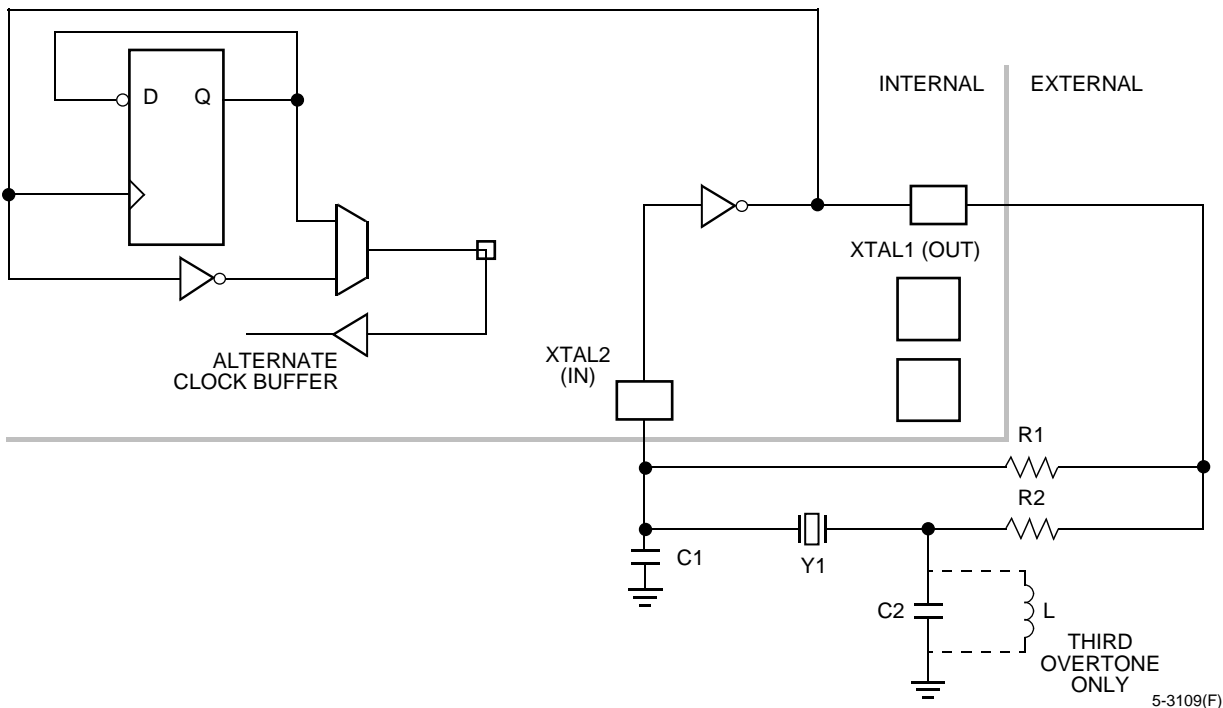 INTERNAL
EXTERNAL
D
Q
XTAL1 (OUT)
XTAL2
(IN)
ALTERNATE
CLOCK BUFFER
R1
R2
C1
Y1
C2
L
THIRD
OVERTONE
ONLY
5-3109(F)